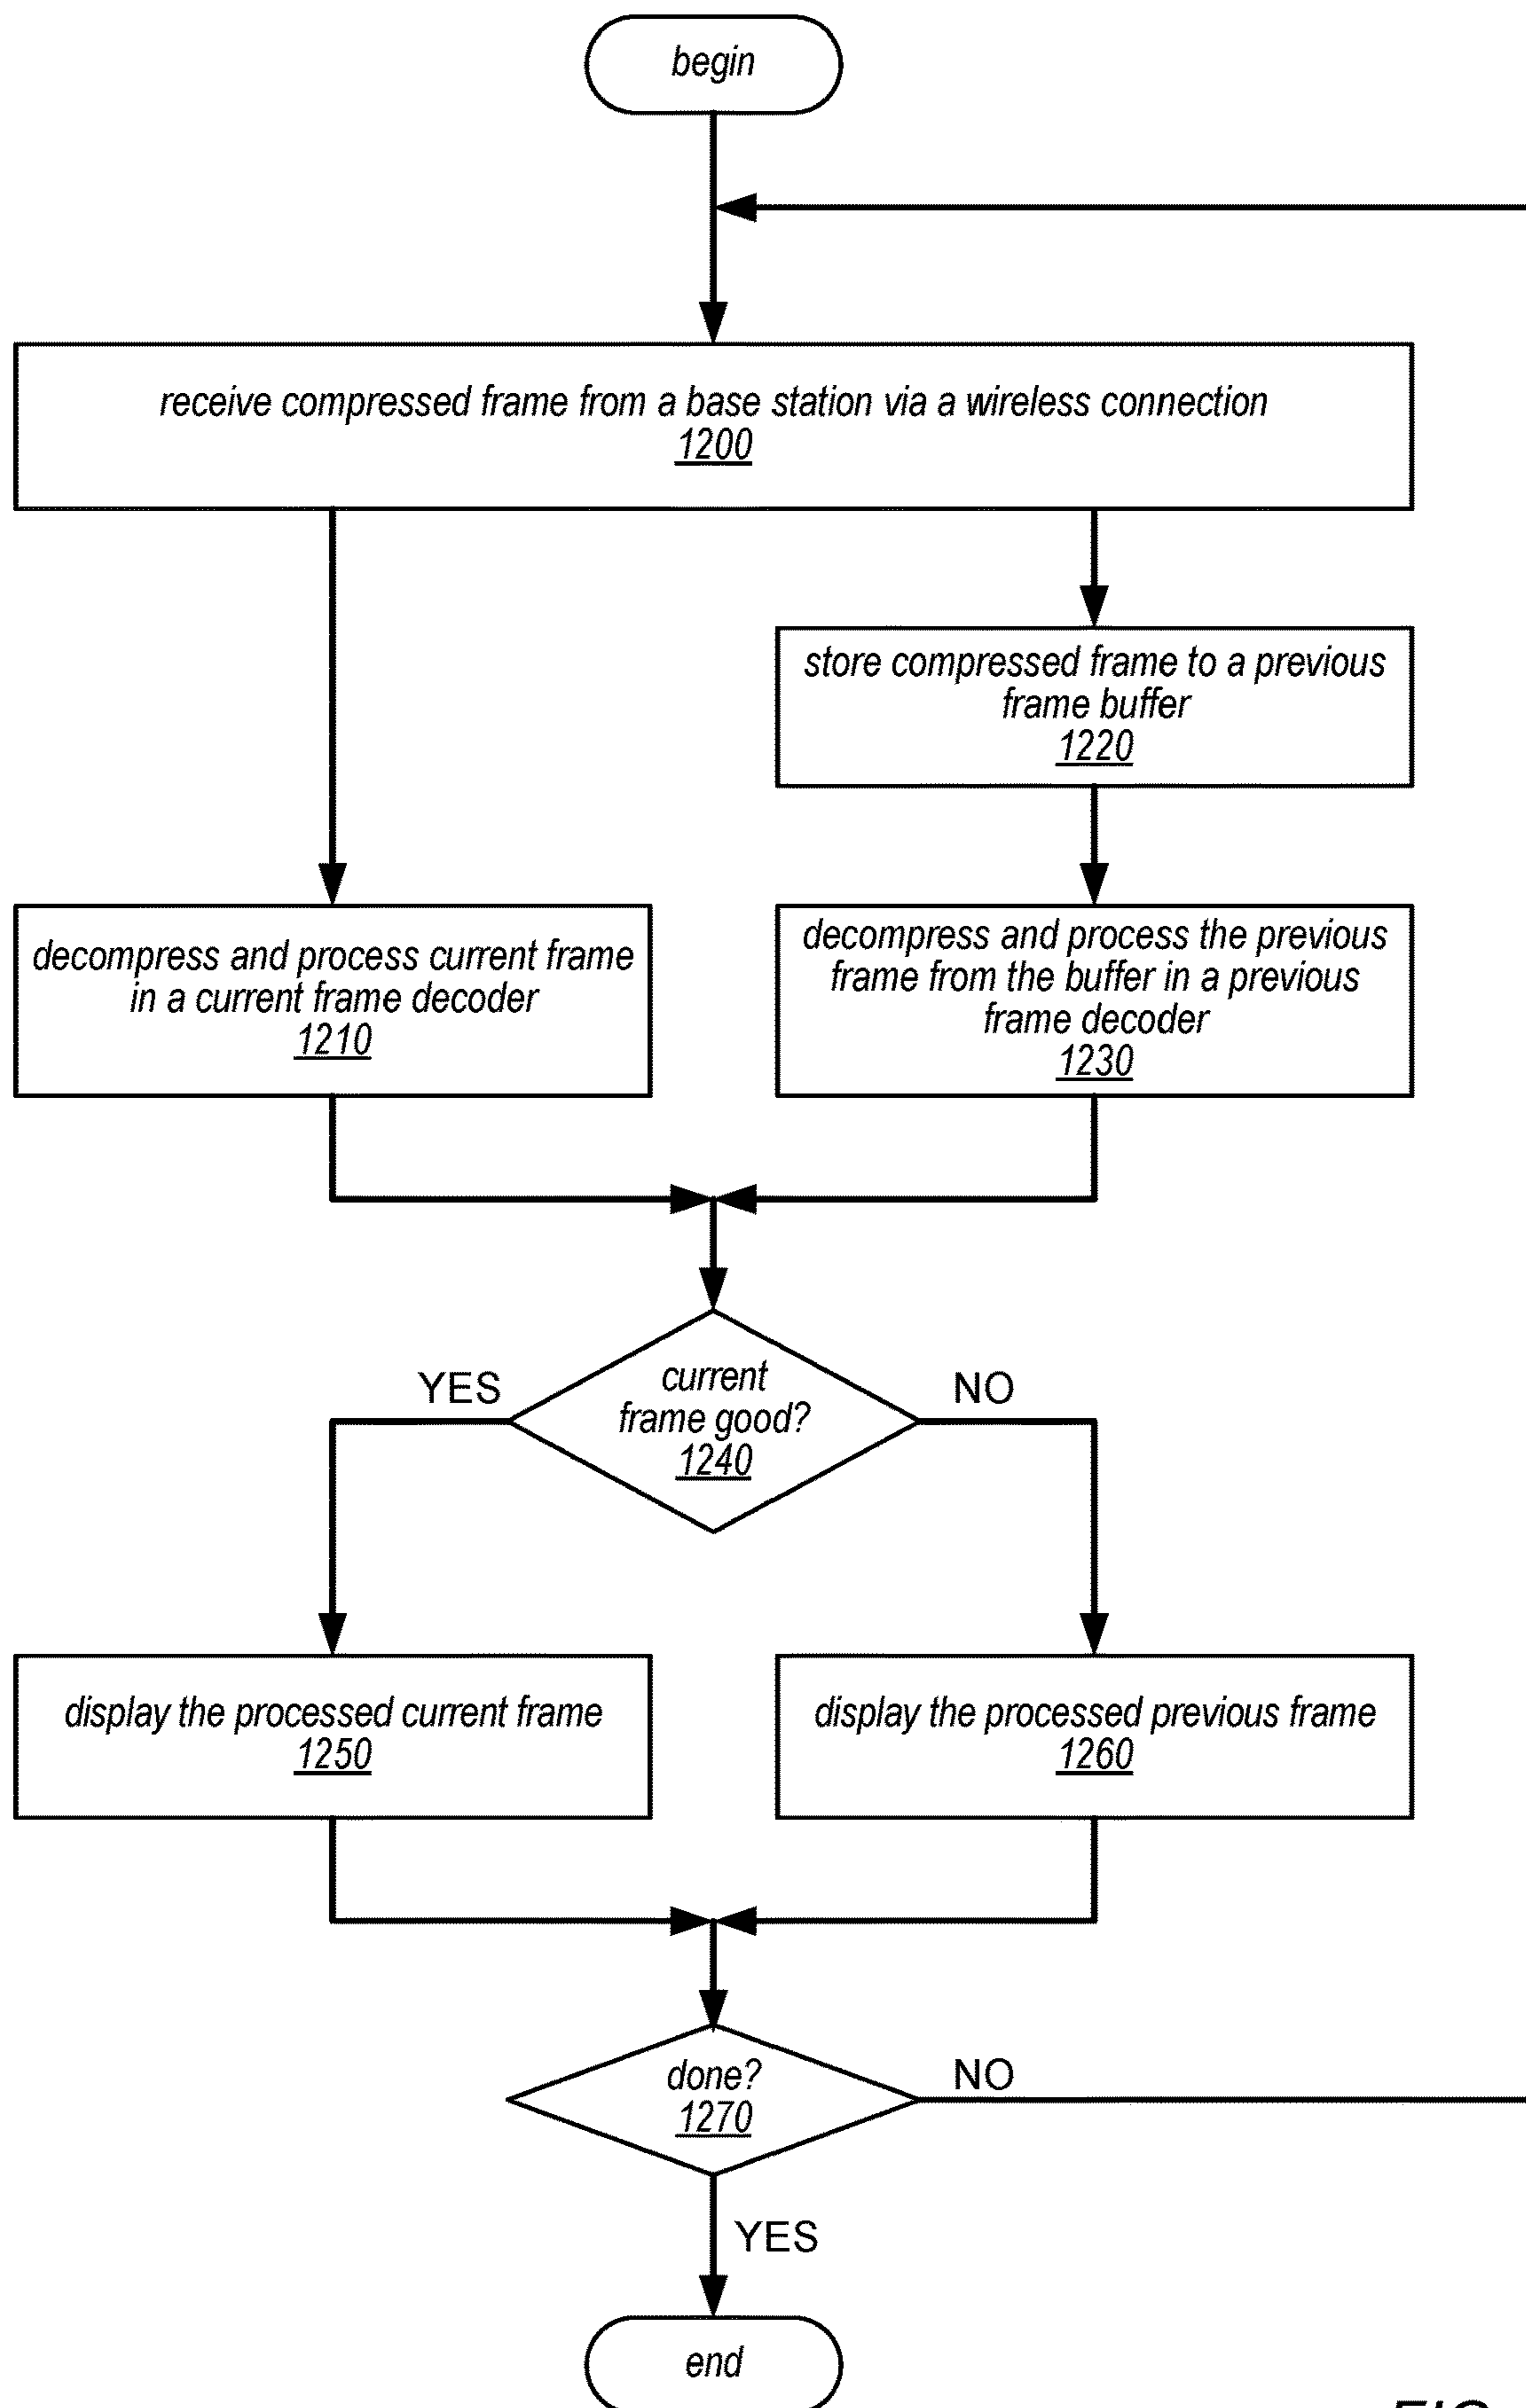 begin
receive compressed frame from a base station via a wireless connection
1200
store compressed frame to a previous
frame buffer
1220
decompress and process current frame
in a current frame decoder
1210
decompress and process the previous
frame from the buffer in a previous
frame decoder
1230
current
frame good?
1240
YES
NO
display the processed current frame
1250
display the processed previous frame
1260
done?
1270
NO
YES
end